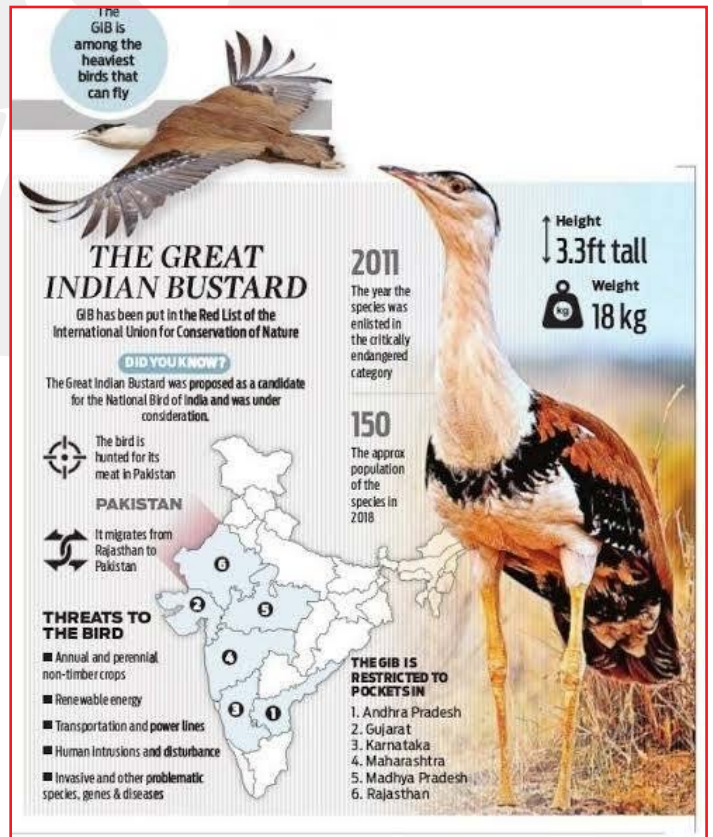 The
GIB is
among the
heaviest
birds that
can fly
THE GREAT
INDIAN BUSTARD
GIB has been put in the Red List of the
International Union for Conservation of Nature
DID YOU KNOW?
The Great Indian Bustard was proposed as a candidate
for the National Bird of India and was under
consideration.
The bird is
hunted for its
meat in Pakistan
PAKISTAN
It migrates from
Rajasthan to
Pakistan
THREATS TO
THE BIRD
■ Annual and perennial
non-timber crops
■ Renewable energy
■ Transportation and power lines
■ Human intrusions and disturbance
■ Invasive and other problematic
species, genes & diseases
6
2
5
4
3
1
2011
The year the
species was
enlisted in
the critically
endangered
category
150
The approx
population
of the
species in
2018
Height
3.3ft tall
Weight
kg
18 kg
THE GIB IS
RESTRICTED TO
POCKETS IN
1. Andhra Pradesh
2. Gujarat
3. Karnataka
4. Maharashtra
5. Madhya Pradesh
6. Rajasthan